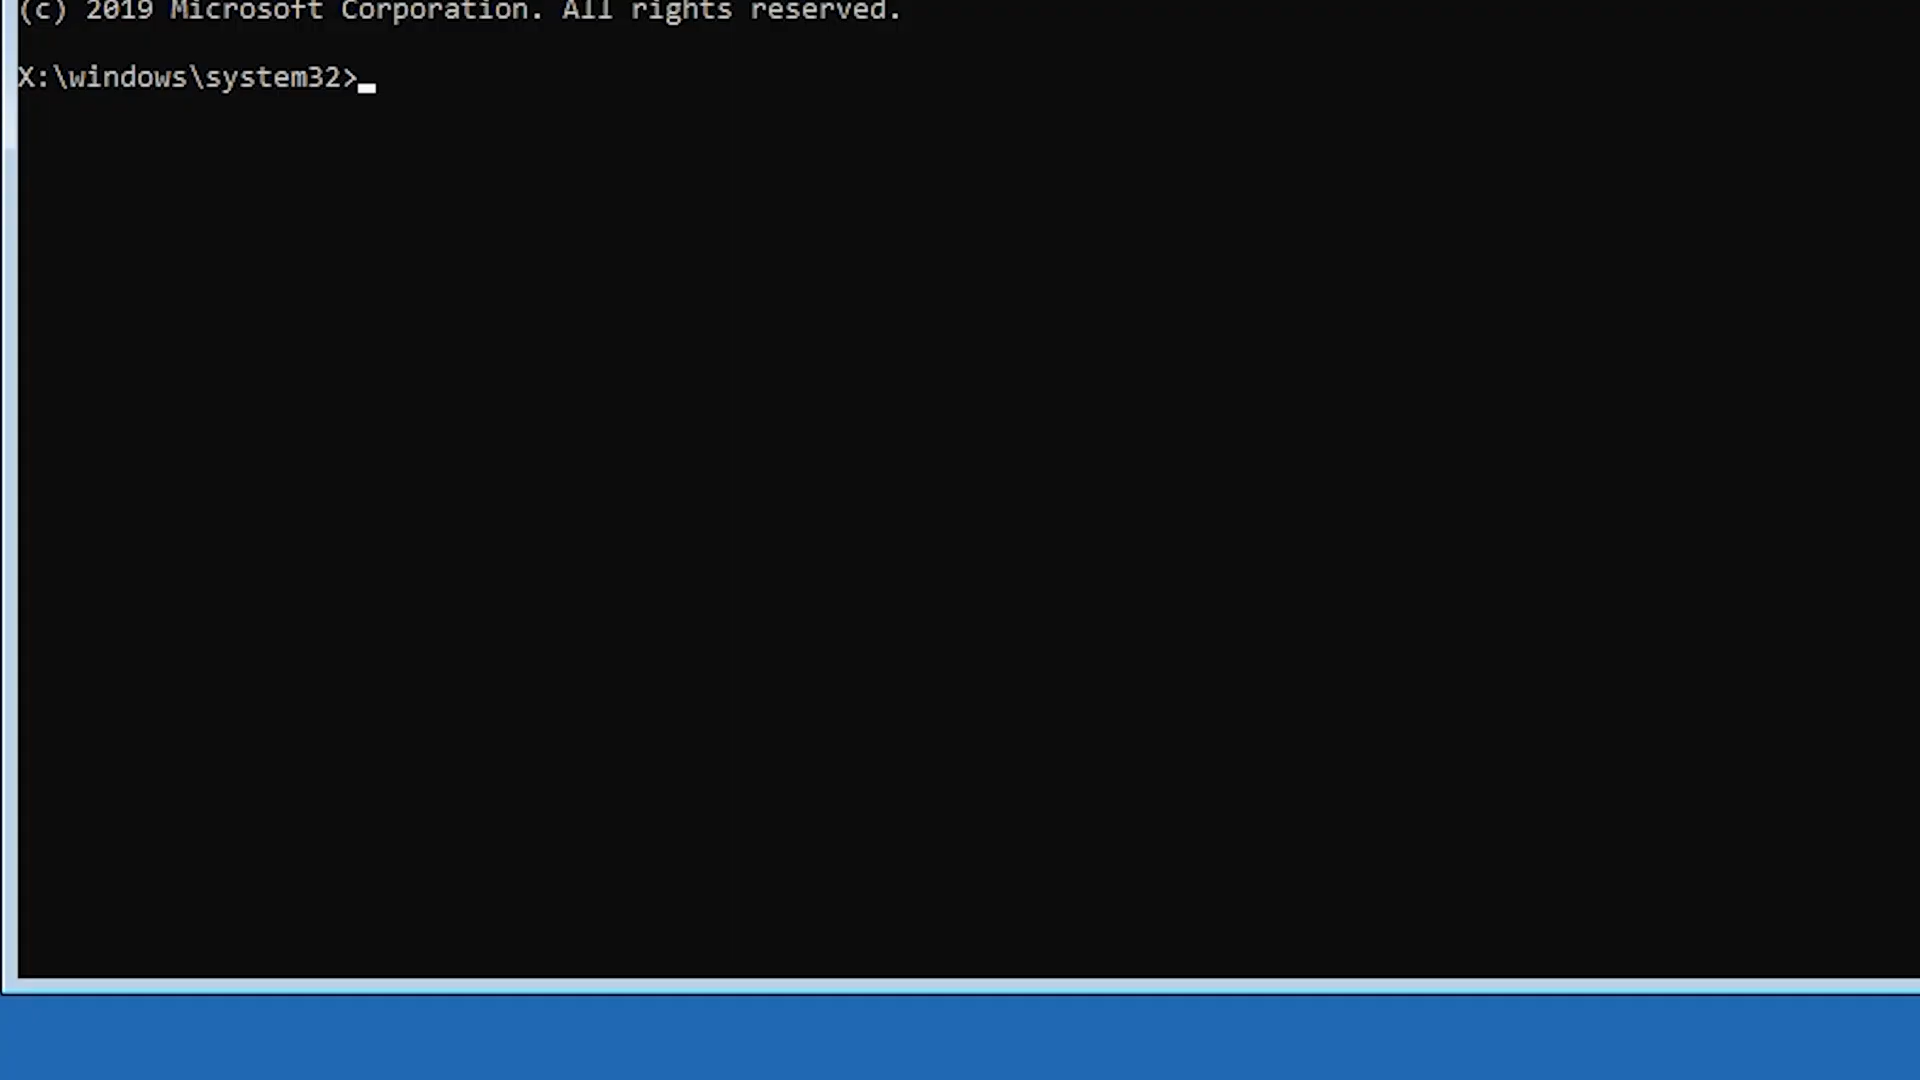 (c) 2019 Microsoft Corporation. All rights reserved.
X:\windows\system32>